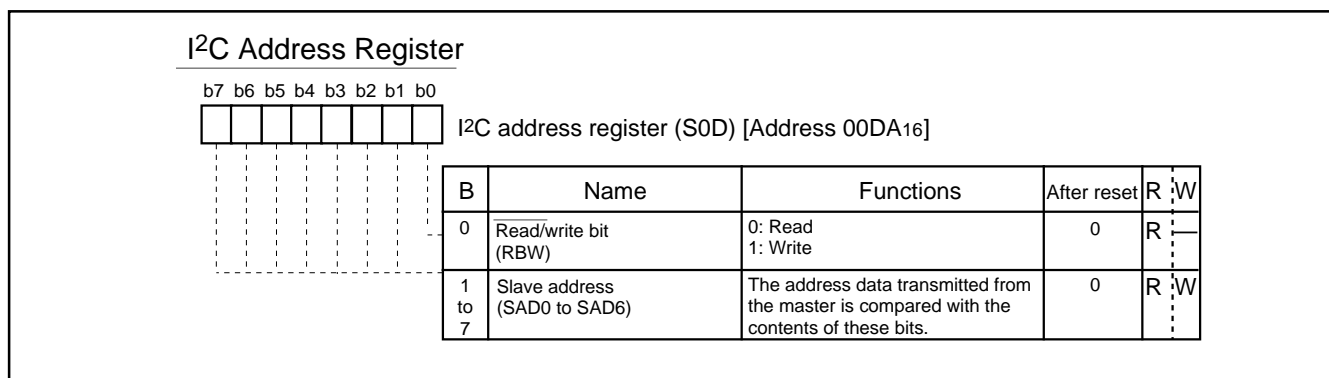 I2C Address Register
b7 b6 b5 b4 b3 b2 b1 b0
I2C address register (S0D) [Address 00DA16]
B Name Functions After reset R W
0 Read/write bit (RBW) 0: Read 1: Write 0 R —
1 to 7 Slave address (SAD0 to SAD6) The address data transmitted from the master is compared with the contents of these bits. 0 R W